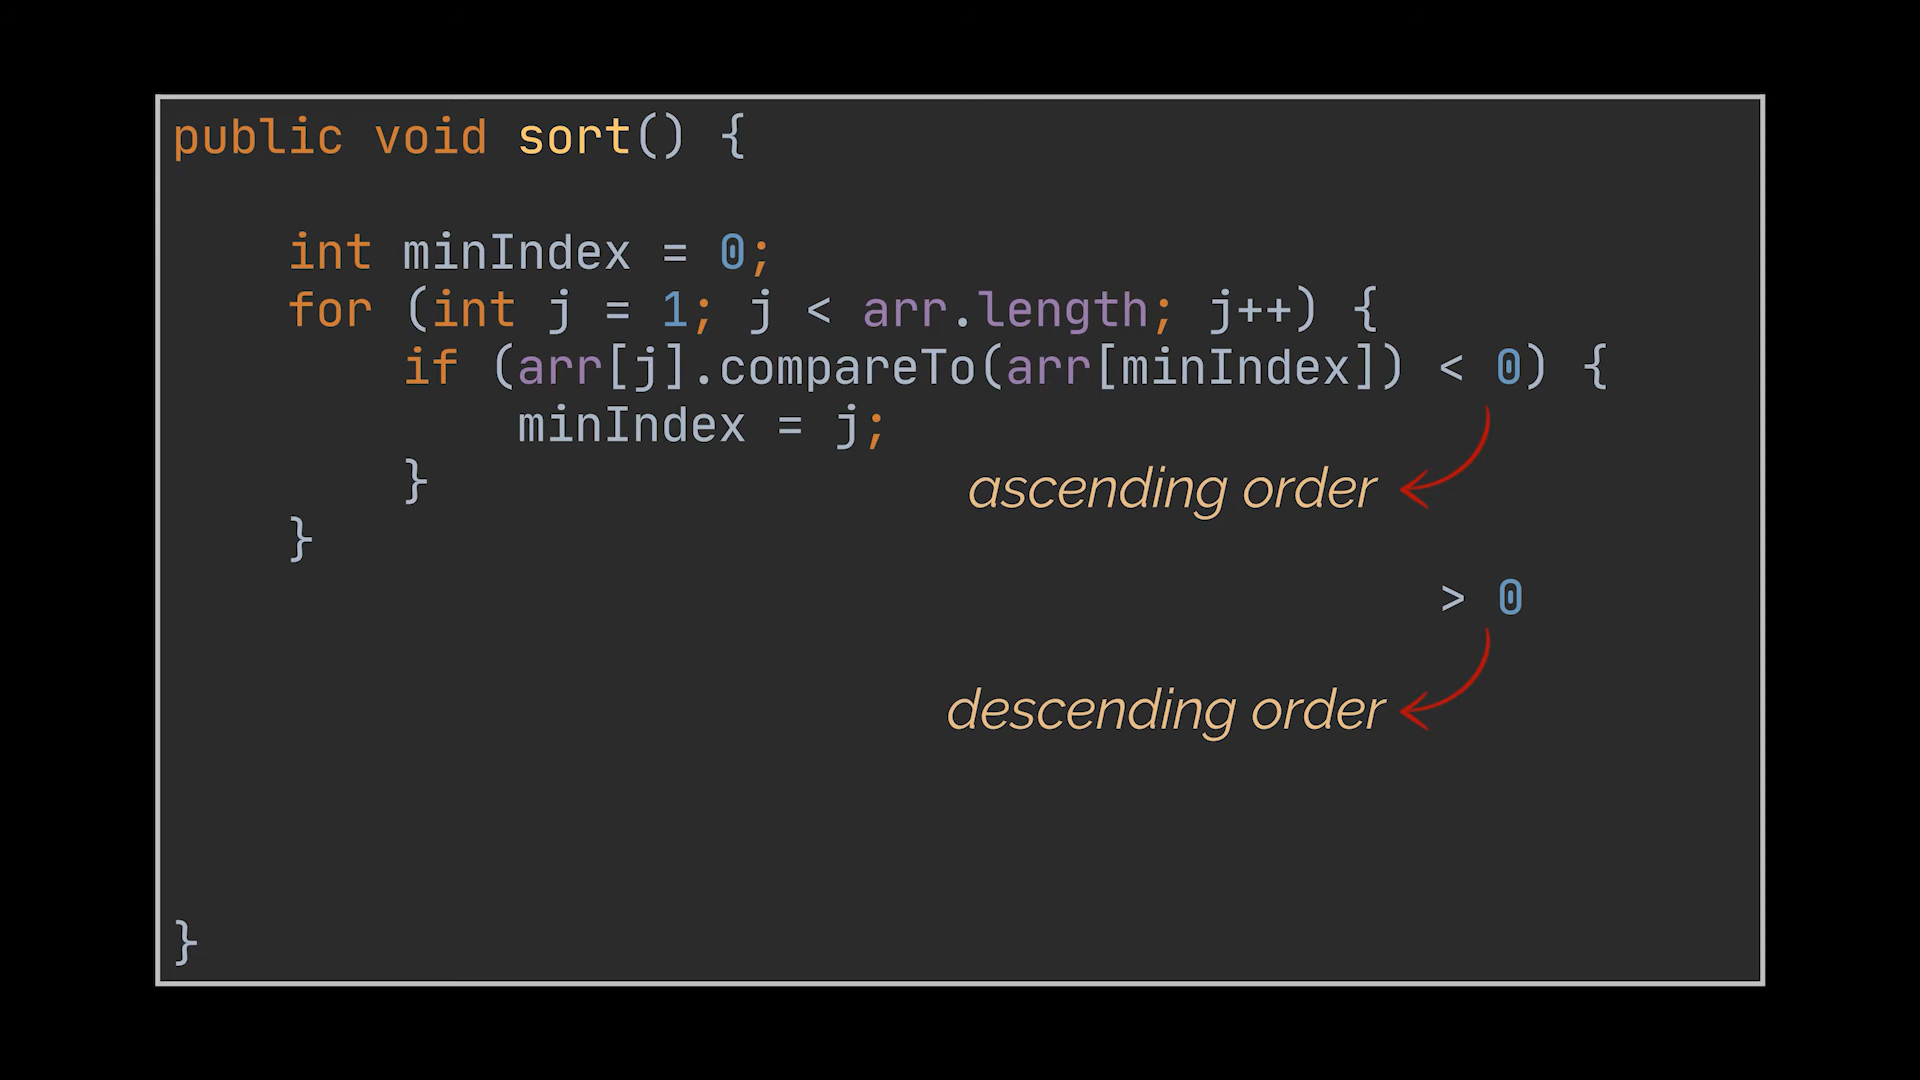 public void sort() {
int minIndex = 0;
for (int j = 1; j < arr.length; j++) {
if (arr[j].compareTo(arr[minIndex]) < 0) {
minIndex = j;
}
ascending order
}
> 0
descending order
}